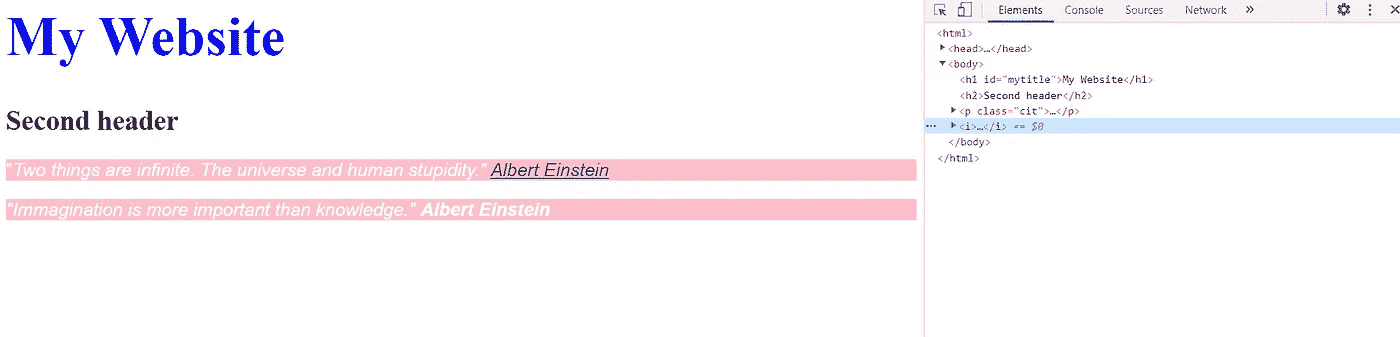 My Website
Second header
"Two things are infinite. The universe and human stupidity." Albert Einstein
"Immagination is more important than knowledge." Albert Einstein
Elements Console Sources Network »
<html>
<head>…</head>
<body>
<h1 id="mytitle">My Website</h1>
<h2>Second header</h2>
<p class="cit">…</p>
<i>…</i> == $0
</body>
</html>